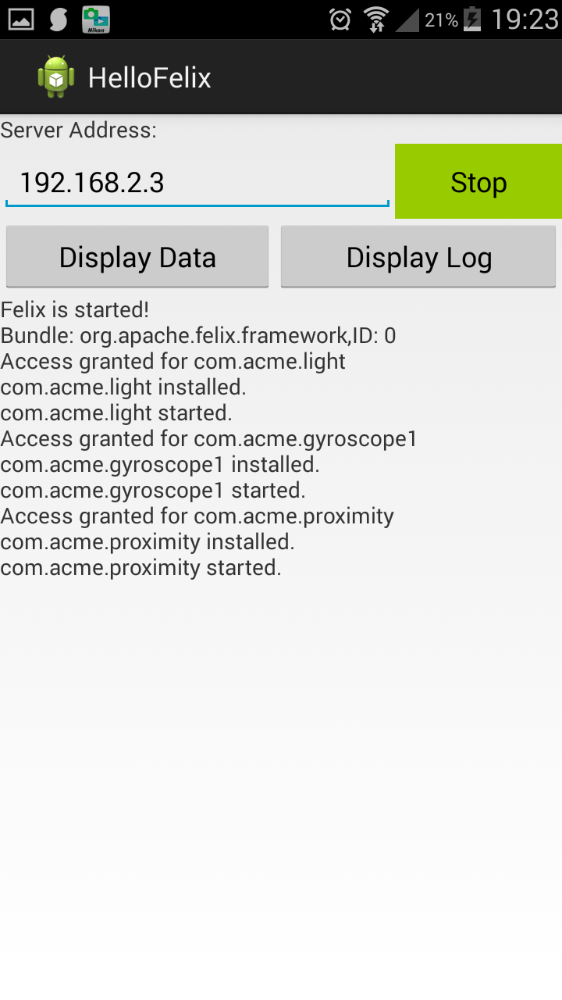 Nikon
21%
19:23
HelloFelix
Server Address:
192.168.2.3
Stop
Display Data
Display Log
Felix is started!
Bundle: org.apache.felix.framework,ID: 0
Access granted for com.acme.light
com.acme.light installed.
com.acme.light started.
Access granted for com.acme.gyroscope1
com.acme.gyroscope1 installed.
com.acme.gyroscope1 started.
Access granted for com.acme.proximity
com.acme.proximity installed.
com.acme.proximity started.